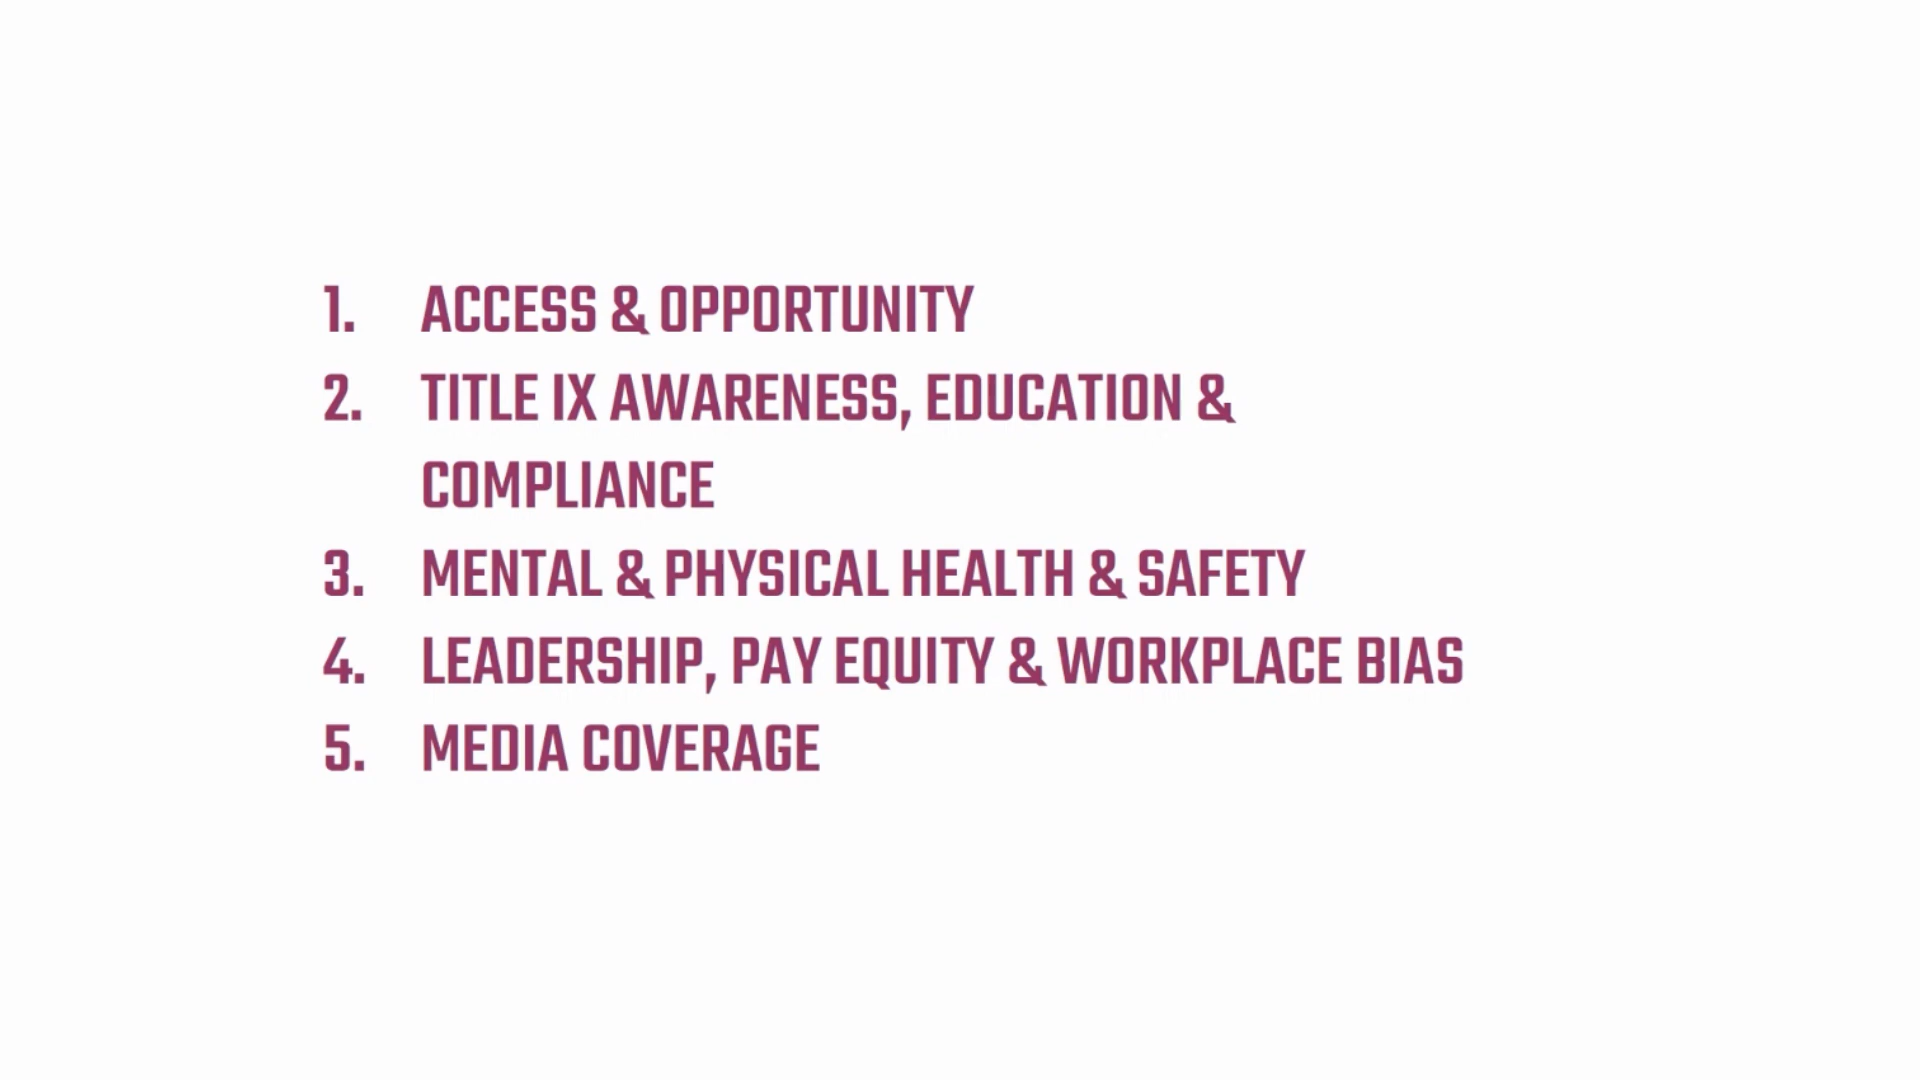 1. ACCESS & OPPORTUNITY
2. TITLE IX AWARENESS, EDUCATION &
COMPLIANCE
3. MENTAL & PHYSICAL HEALTH & SAFETY
4. LEADERSHIP, PAY EQUITY & WORKPLACE BIAS
5. MEDIA COVERAGE